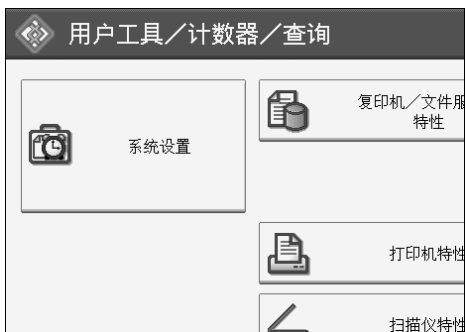 用户工具／计数器／查询
系统设置
复印机／文件
特性
打印机特性
扫描仪特性